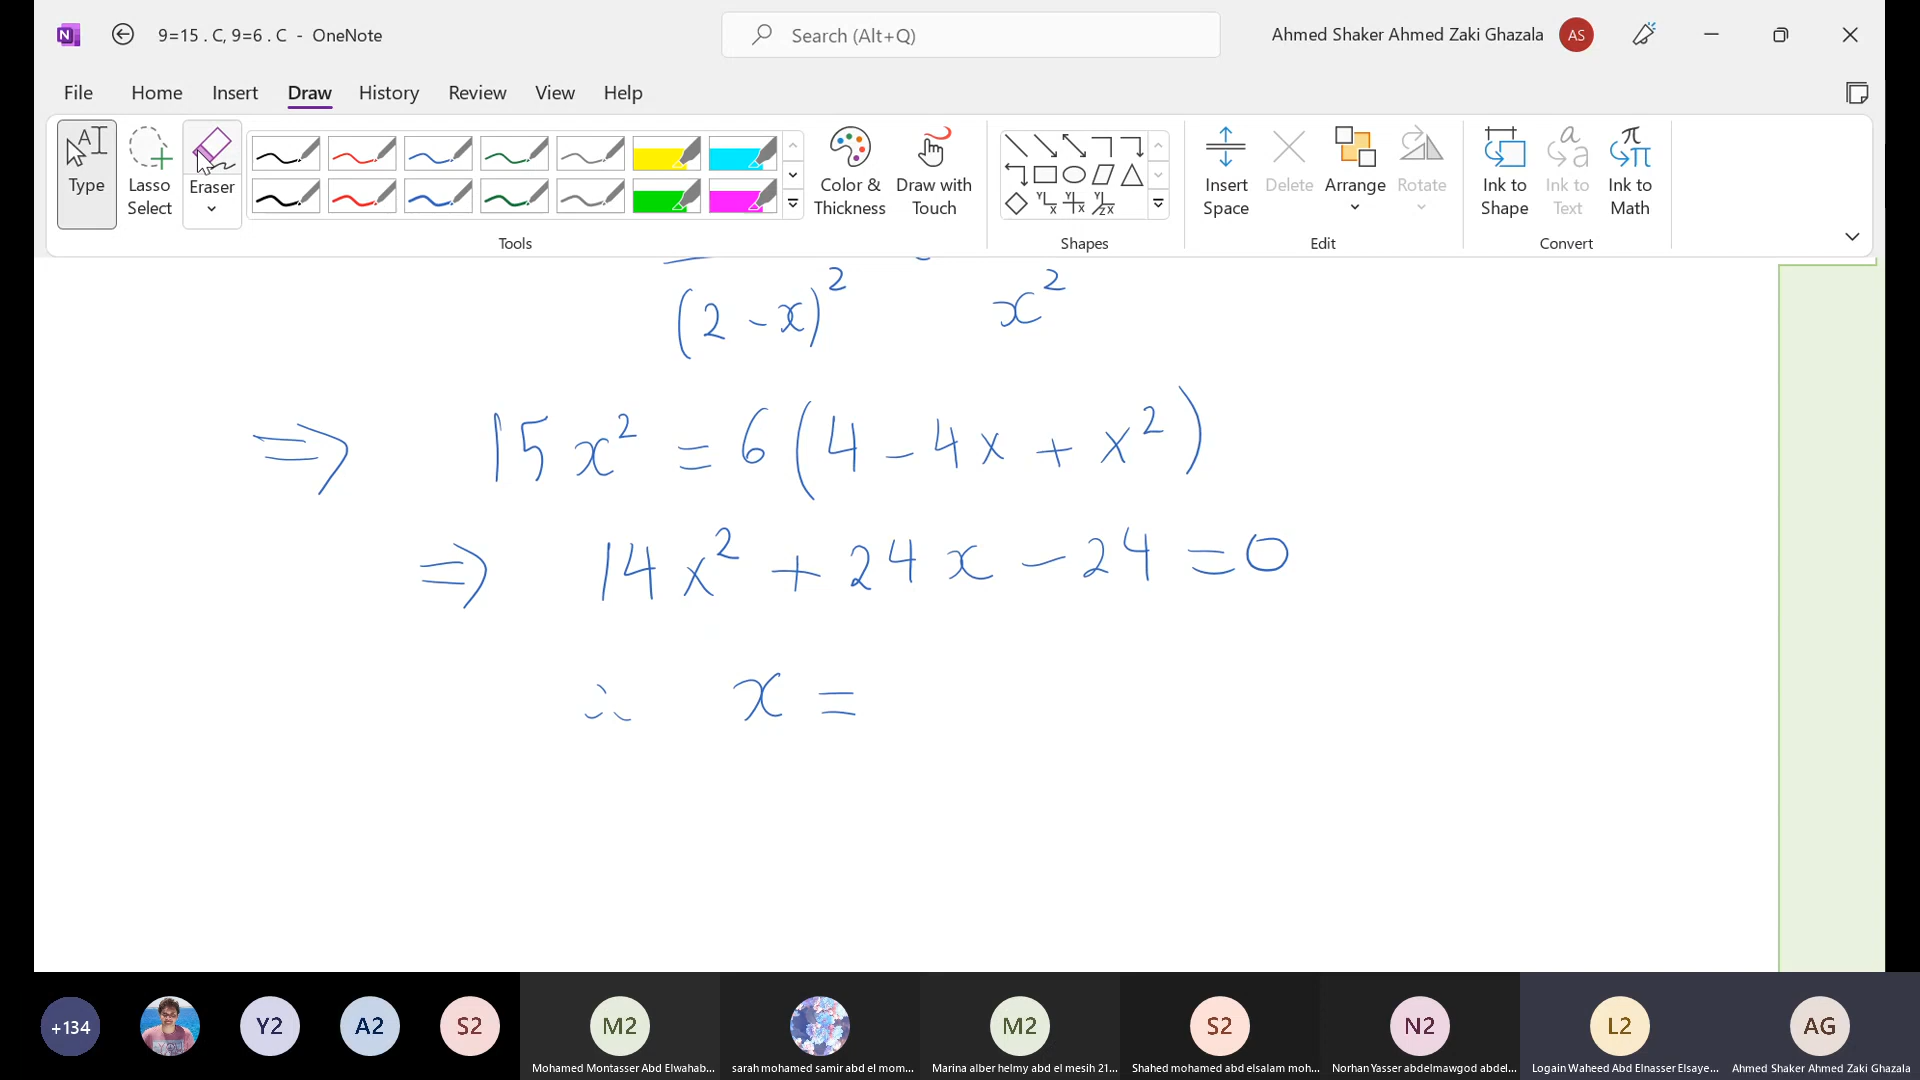 9=15 . C, 9=6 . C - OneNote
Search (Alt+Q)
Ahmed Shaker Ahmed Zaki Ghazala
AS
File Home Insert Draw History Review View Help
Type
Lasso Select
Eraser
Color & Thickness
Draw with Touch
Insert Space
Delete
Arrange
Rotate
Ink to Shape
Ink to Text
Ink to Math
Tools
Shapes
Edit
Convert
(2 - x)² x²
⇒ 15 x² = 6 (4 - 4x + x²)
⇒ 14 x² + 24 x - 24 = 0
∴ x =
+134
Y2
A2
S2
M2
M2
S2
N2
L2
AG
Mohamed Montasser Abd Elwahab...
sarah mohamed samir abd el mom...
Marina alber helmy abd el mesih 21...
Shahed mohamed abd elsalam moh...
Norhan Yasser abdelmawgod abdel...
Logain Waheed Abd Elnasser Elsaye...
Ahmed Shaker Ahmed Zaki Ghazala